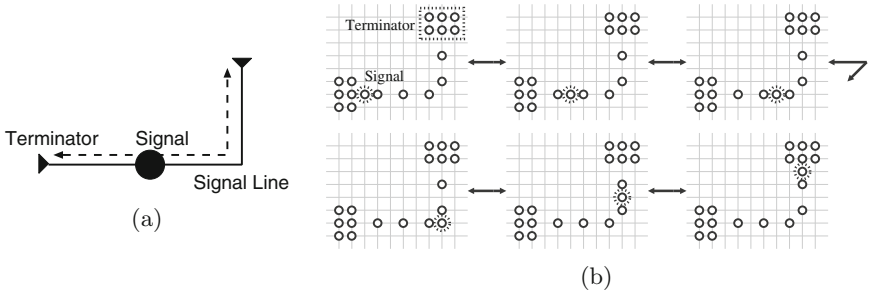 Terminator
Signal
Signal Line
(a)
Terminator
Signal
(b)